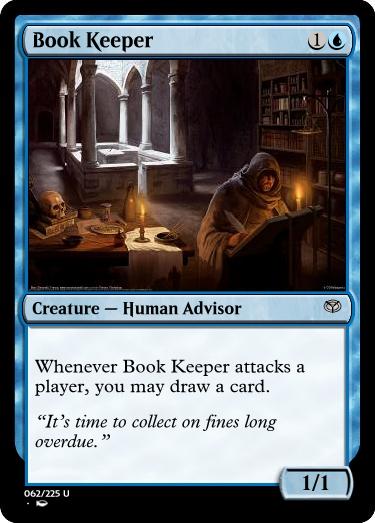 Book Keeper
1
Creature — Human Advisor
Whenever Book Keeper attacks a
player, you may draw a card.
“It’s time to collect on fines long
overdue.”
1/1
062/225 U